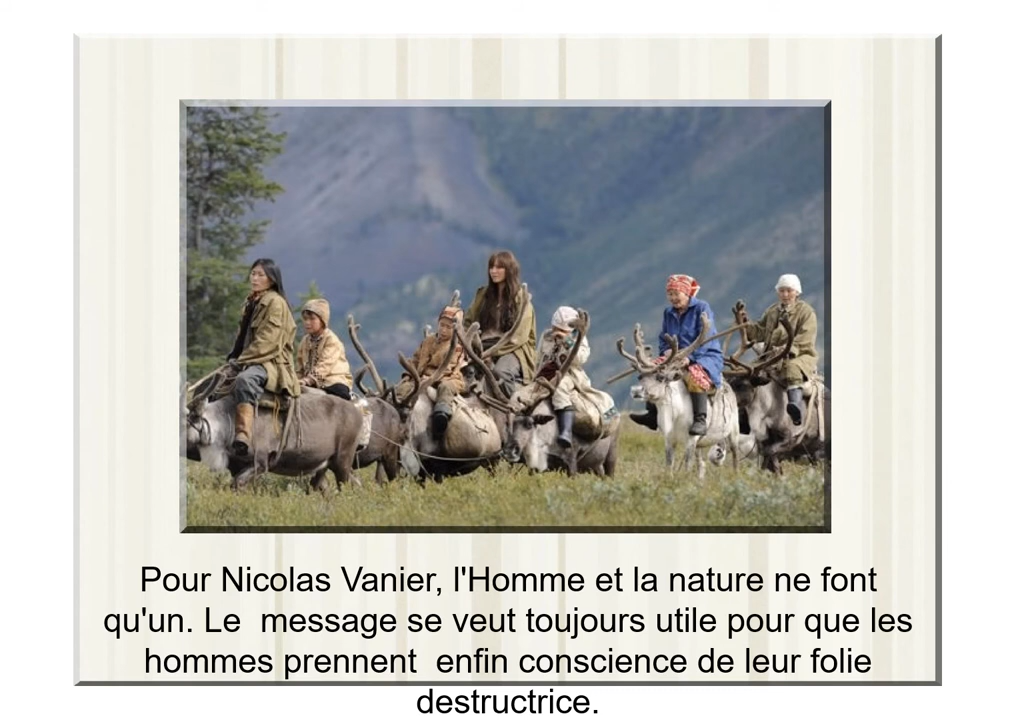 Pour Nicolas Vanier, l'Homme et la nature ne font
qu'un. Le  message se veut toujours utile pour que les
hommes prennent  enfin conscience de leur folie
destructrice.